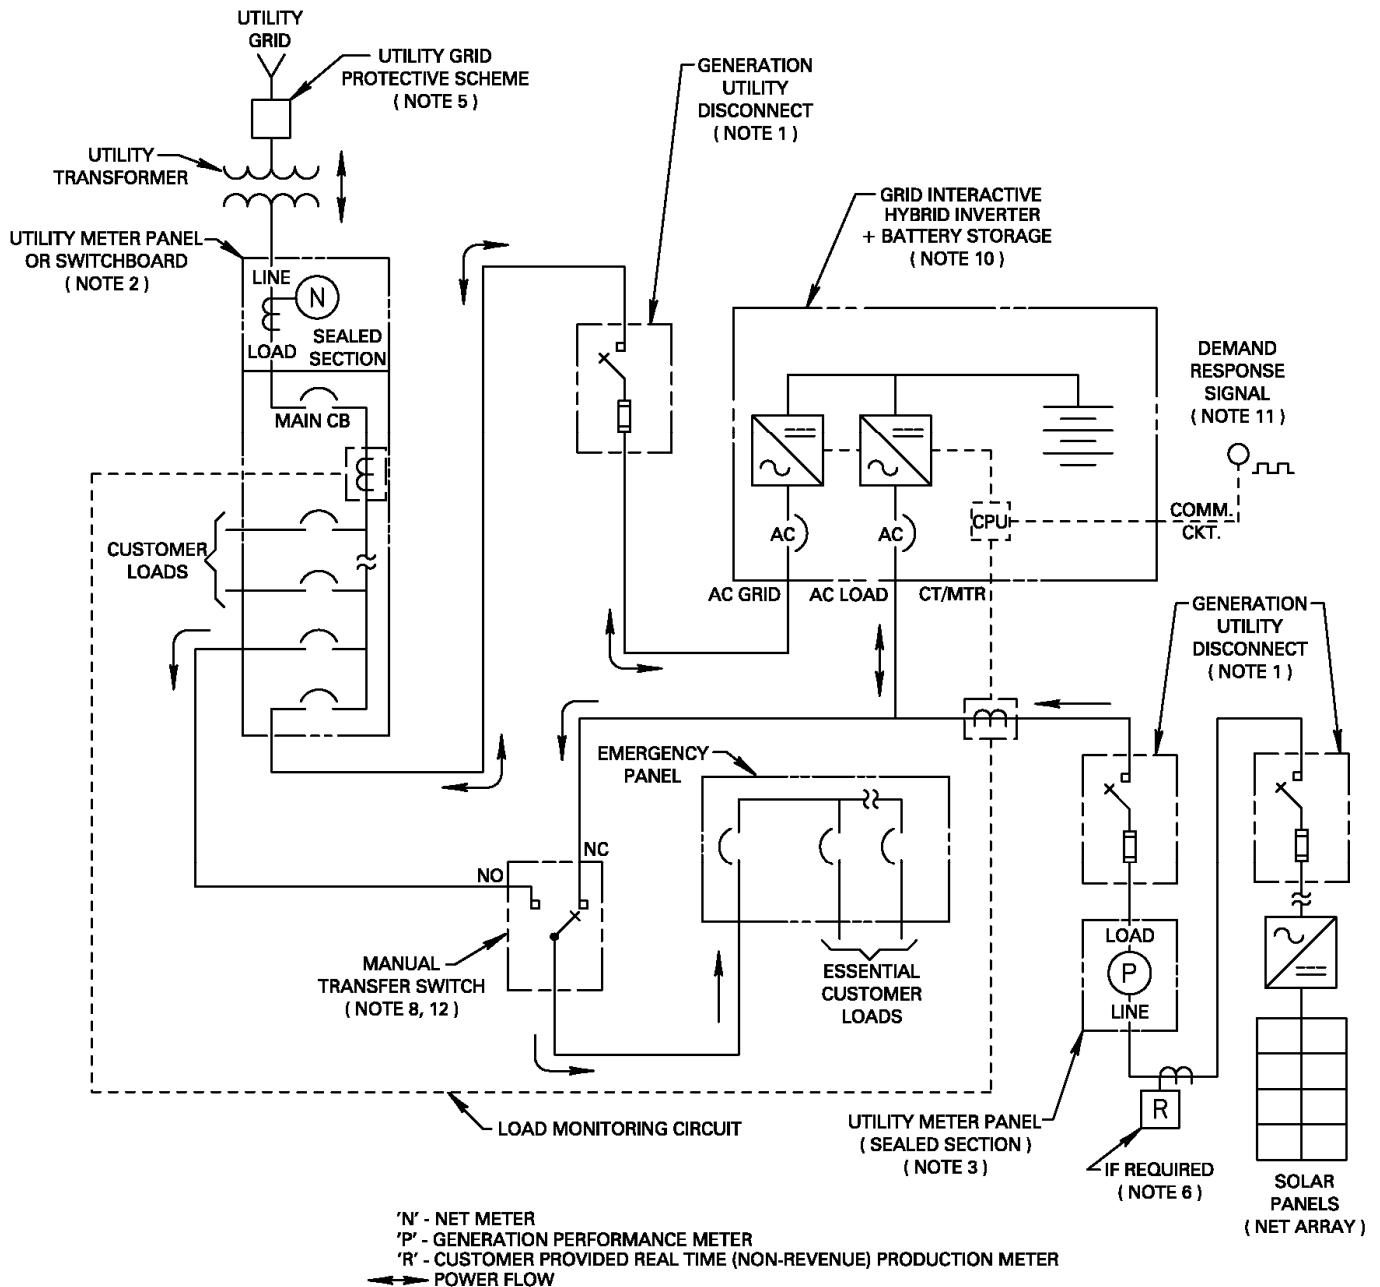 UTILITY
GRID
UTILITY GRID
PROTECTIVE SCHEME
( NOTE 5 )
GENERATION
UTILITY
DISCONNECT
( NOTE 1 )
UTILITY
TRANSFORMER
GRID INTERACTIVE
HYBRID INVERTER
+ BATTERY STORAGE
( NOTE 10 )
UTILITY METER PANEL
OR SWITCHBOARD
( NOTE 2 )
LINE
N
SEALED
SECTION
LOAD
MAIN CB
DEMAND
RESPONSE
SIGNAL
( NOTE 11 )
CUSTOMER
LOADS
AC
AC
CPU
COMM.
CKT.
AC GRID
AC LOAD
CT/MTR
GENERATION
UTILITY
DISCONNECT
( NOTE 1 )
EMERGENCY
PANEL
NC
NO
MANUAL
TRANSFER SWITCH
( NOTE 8, 12 )
ESSENTIAL
CUSTOMER
LOADS
LOAD
P
LINE
R
LOAD MONITORING CIRCUIT
UTILITY METER PANEL
( SEALED SECTION )
( NOTE 3 )
IF REQUIRED
( NOTE 6 )
SOLAR
PANELS
( NET ARRAY )
'N' - NET METER
'P' - GENERATION PERFORMANCE METER
'R' - CUSTOMER PROVIDED REAL TIME (NON-REVENUE) PRODUCTION METER
POWER FLOW